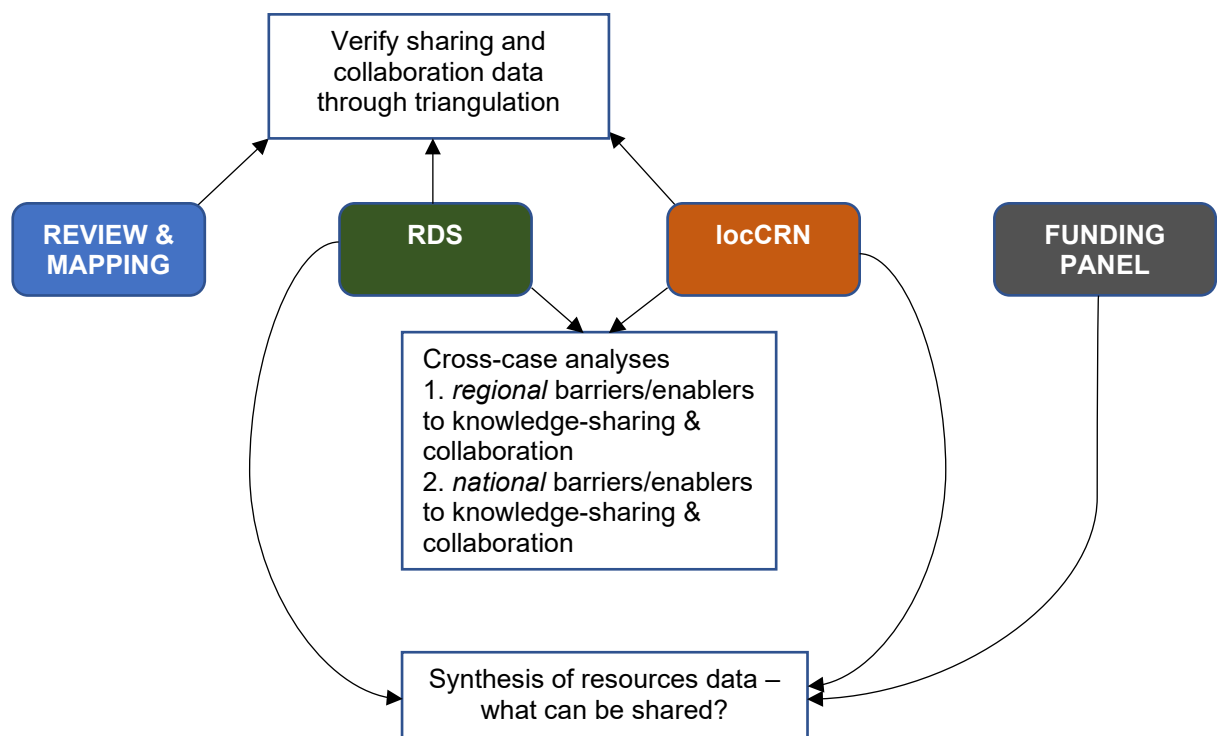 Verify sharing and
collaboration data
through triangulation
REVIEW &
MAPPING
RDS
locCRN
FUNDING
PANEL
Cross-case analyses
1. regional barriers/enablers
to knowledge-sharing &
collaboration
2. national barriers/enablers
to knowledge-sharing &
collaboration
Synthesis of resources data –
what can be shared?